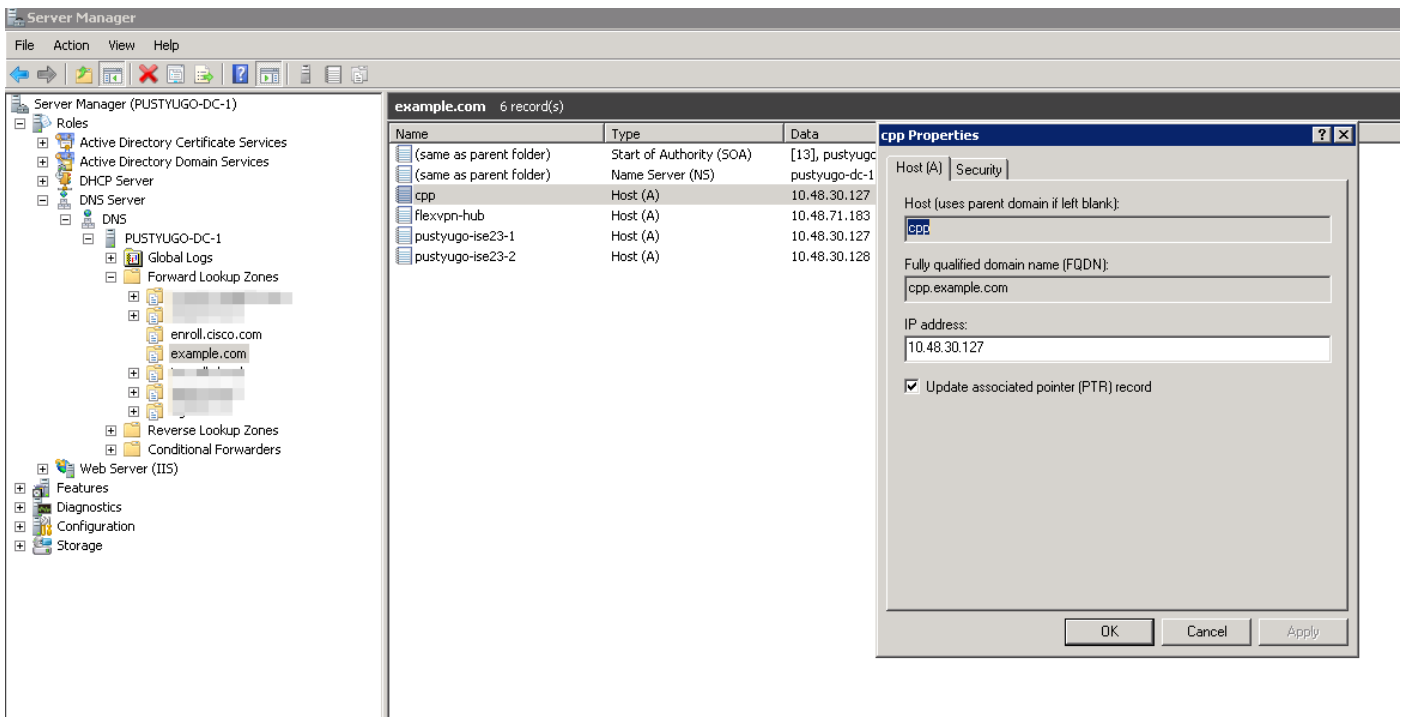 Server Manager
File Action View Help
Server Manager (PUSTYUGO-DC-1)
Roles
Active Directory Certificate Services
Active Directory Domain Services
DHCP Server
DNS Server
DNS
PUSTYUGO-DC-1
Global Logs
Forward Lookup Zones
enroll.cisco.com
example.com
Reverse Lookup Zones
Conditional Forwarders
Web Server (IIS)
Features
Diagnostics
Configuration
Storage
example.com 6 record(s)
Name Type Data
(same as parent folder) Start of Authority (SOA) [13], pustyugo
(same as parent folder) Name Server (NS) pustyugo-dc-1
cpp Host (A) 10.48.30.127
flexvpn-hub Host (A) 10.48.71.183
pustyugo-ise23-1 Host (A) 10.48.30.127
pustyugo-ise23-2 Host (A) 10.48.30.128
cpp Properties
Host (A) Security
Host (uses parent domain if left blank):
cpp
Fully qualified domain name (FQDN):
cpp.example.com
IP address:
10.48.30.127
Update associated pointer (PTR) record
OK Cancel Apply